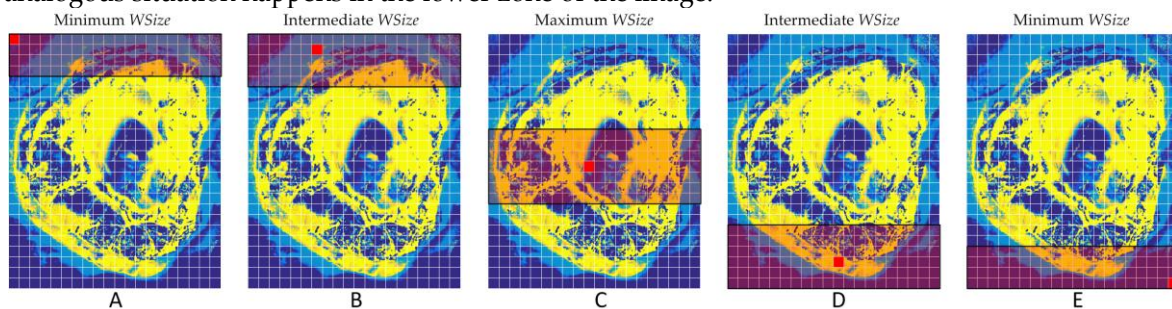 analogous situation happens in the lower zone of the image.
Minimum WSize Intermediate WSize Maximum WSize Intermediate WSize Minimum WSize
A B C D E